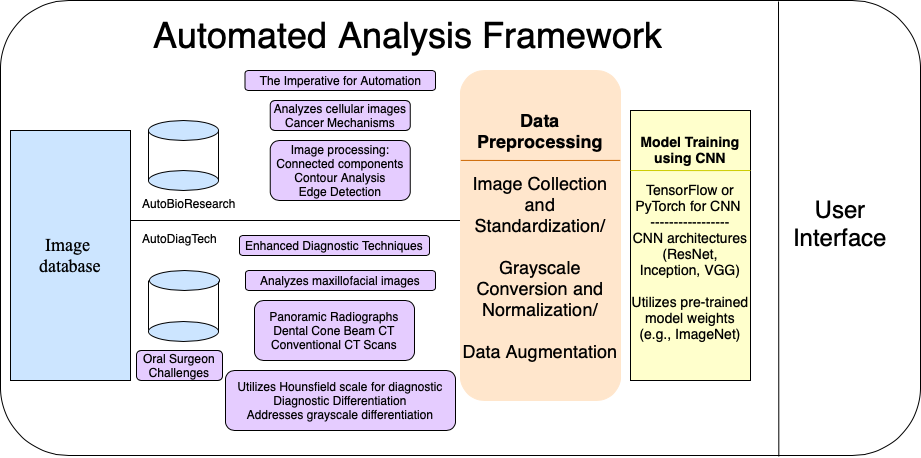 Automated Analysis Framework
Image
database
AutoBioResearch
The Imperative for Automation
Analyzes cellular images
Cancer Mechanisms
Image processing:
Connected components
Contour Analysis
Edge Detection
AutoDiagTech
Oral Surgeon
Challenges
Enhanced Diagnostic Techniques
Analyzes maxillofacial images
Panoramic Radiographs
Dental Cone Beam CT
Conventional CT Scans
Utilizes Hounsfield scale for diagnostic
Diagnostic Differentiation
Addresses grayscale differentiation
Data
Preprocessing
Image Collection
and
Standardization/
Grayscale
Conversion and
Normalization/
Data Augmentation
Model Training
using CNN
TensorFlow or
PyTorch for CNN
-----------------
CNN architectures
(ResNet,
Inception, VGG)
Utilizes pre-trained
model weights
(e.g., ImageNet)
User
Interface